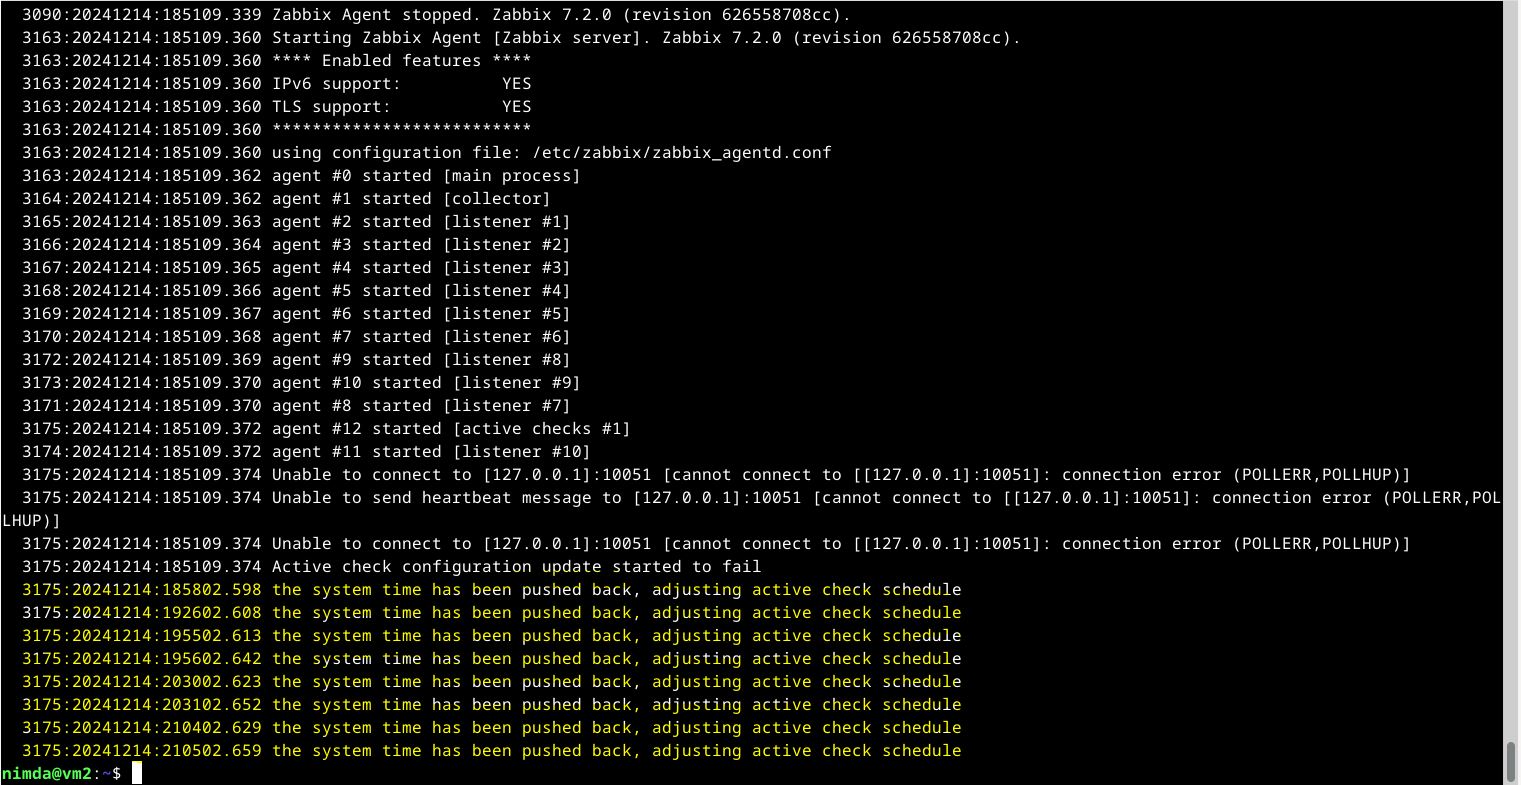 3090:20241214:185109.339 Zabbix Agent stopped. Zabbix 7.2.0 (revision 626558708cc).
3163:20241214:185109.360 Starting Zabbix Agent [Zabbix server]. Zabbix 7.2.0 (revision 626558708cc).
3163:20241214:185109.360 **** Enabled features ****
3163:20241214:185109.360 IPv6 support:          YES
3163:20241214:185109.360 TLS support:           YES
3163:20241214:185109.360 **************************
3163:20241214:185109.360 using configuration file: /etc/zabbix/zabbix_agentd.conf
3163:20241214:185109.362 agent #0 started [main process]
3164:20241214:185109.362 agent #1 started [collector]
3165:20241214:185109.363 agent #2 started [listener #1]
3166:20241214:185109.364 agent #3 started [listener #2]
3167:20241214:185109.365 agent #4 started [listener #3]
3168:20241214:185109.366 agent #5 started [listener #4]
3169:20241214:185109.367 agent #6 started [listener #5]
3170:20241214:185109.368 agent #7 started [listener #6]
3172:20241214:185109.369 agent #9 started [listener #8]
3173:20241214:185109.370 agent #10 started [listener #9]
3171:20241214:185109.370 agent #8 started [listener #7]
3175:20241214:185109.372 agent #12 started [active checks #1]
3174:20241214:185109.372 agent #11 started [listener #10]
3175:20241214:185109.374 Unable to connect to [127.0.0.1]:10051 [cannot connect to [[127.0.0.1]:10051]: connection error (POLLERR,POLLHUP)]
3175:20241214:185109.374 Unable to send heartbeat message to [127.0.0.1]:10051 [cannot connect to [[127.0.0.1]:10051]: connection error (POLLERR,POL
LHUP)]
3175:20241214:185109.374 Unable to connect to [127.0.0.1]:10051 [cannot connect to [[127.0.0.1]:10051]: connection error (POLLERR,POLLHUP)]
3175:20241214:185109.374 Active check configuration update started to fail
3175:20241214:185802.598 the system time has been pushed back, adjusting active check schedule
3175:20241214:192602.608 the system time has been pushed back, adjusting active check schedule
3175:20241214:195502.613 the system time has been pushed back, adjusting active check schedule
3175:20241214:195602.642 the system time has been pushed back, adjusting active check schedule
3175:20241214:203002.623 the system time has been pushed back, adjusting active check schedule
3175:20241214:203102.652 the system time has been pushed back, adjusting active check schedule
3175:20241214:210402.629 the system time has been pushed back, adjusting active check schedule
3175:20241214:210502.659 the system time has been pushed back, adjusting active check schedule
nimda@vm2:~$